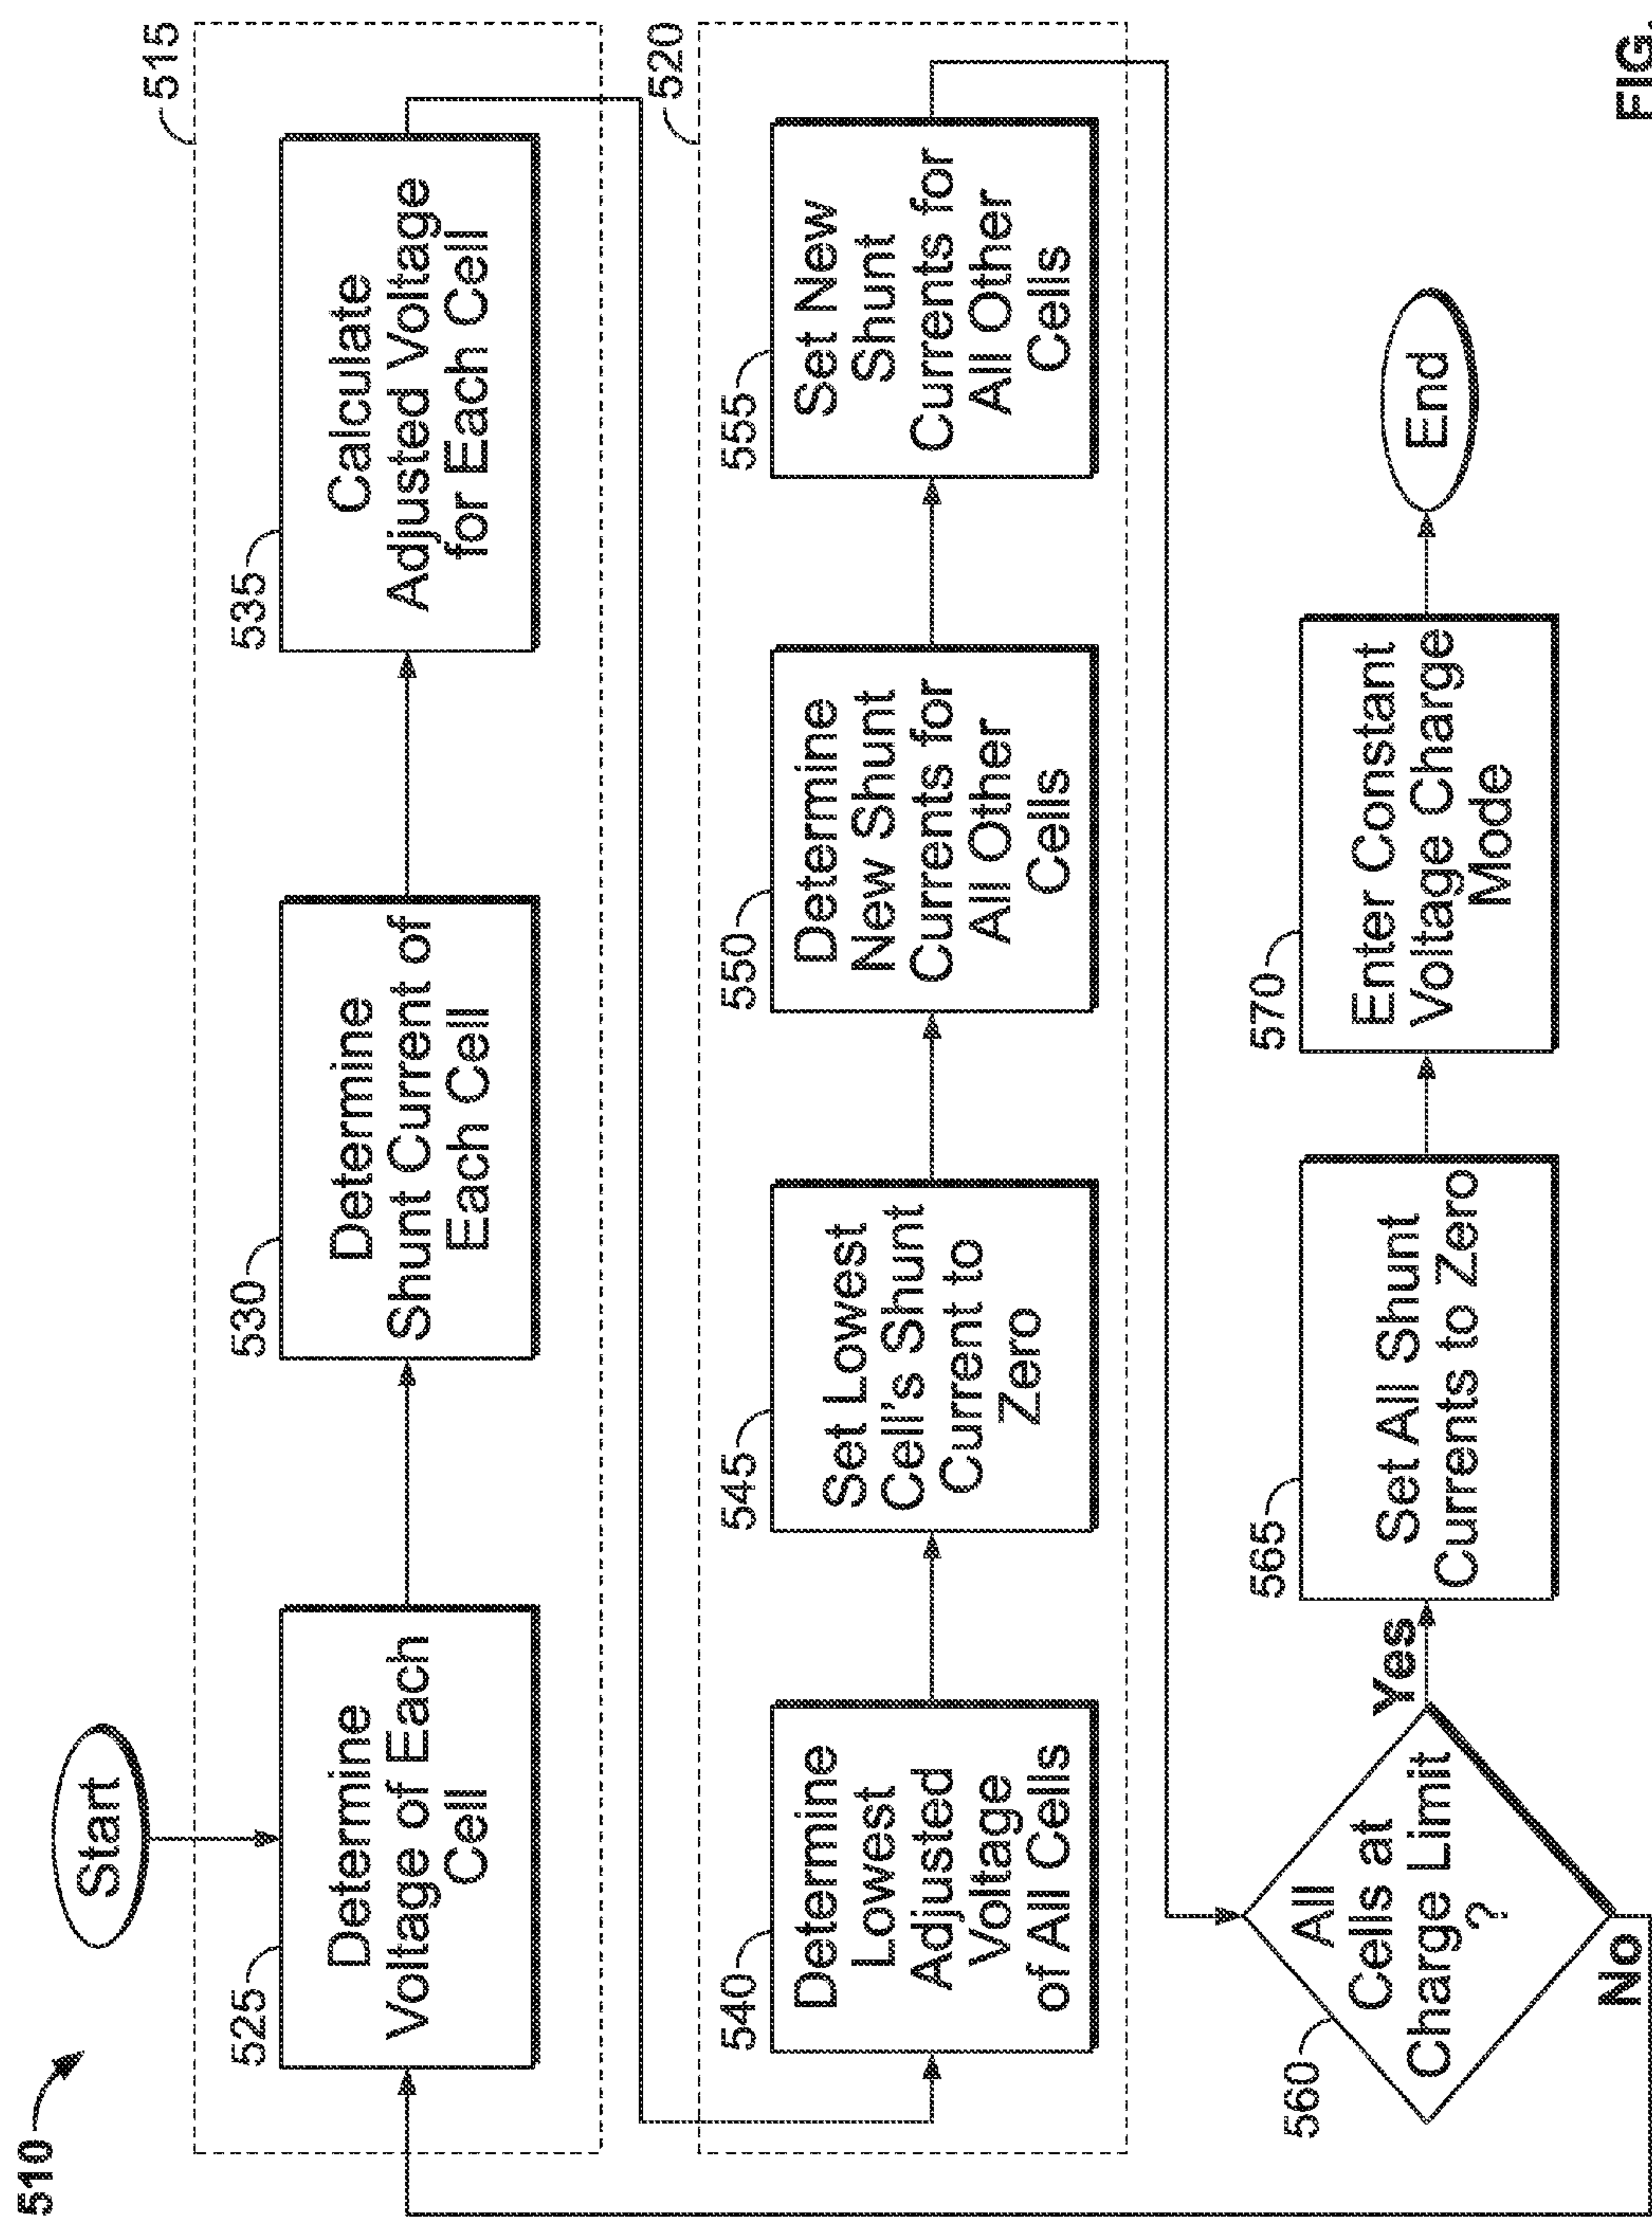 510
Start
515
525
Determine
Voltage of Each
Cell
530
Determine
Shunt Current of
Each Cell
535
Calculate
Adjusted Voltage
for Each Cell
520
540
Determine
Lowest
Adjusted
Voltage
of All Cells
545
Set Lowest
Cell's Shunt
Current to
Zero
550
Determine
New Shunt
Currents for
All Other
Cells
555
Set New
Shunt
Currents for
All Other
Cells
560
All
Cells at
Charge Limit
?
Yes
No
565
Set All Shunt
Currents to Zero
570
Enter Constant
Voltage Charge
Mode
End
FIG.